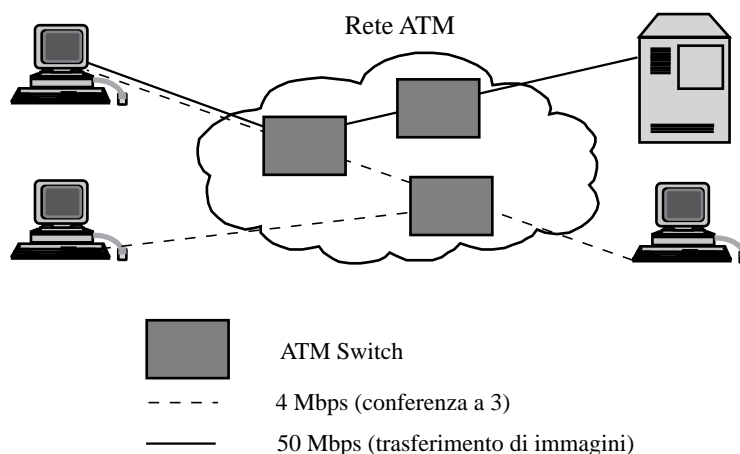 Rete ATM
ATM Switch
4 Mbps (conferenza a 3)
50 Mbps (trasferimento di immagini)